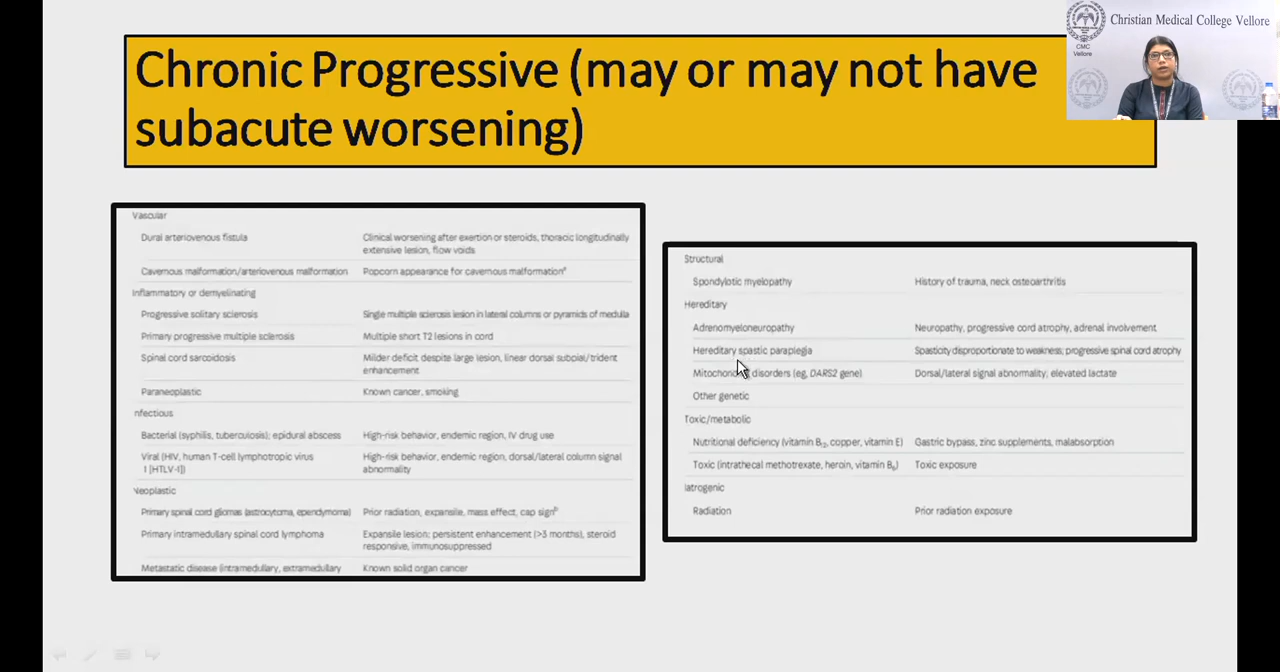 Christian Medical College Vellore
CMC
Vellore
Chronic Progressive (may or may not have
subacute worsening)
Vascular
Dural arteriovenous fistula Clinical worsening after exertion or steroids, thoracic longitudinally
extensive lesion, flow voids
Cavernous malformation/arteriovenous malformation Popcorn appearance for cavernous malformationᵃ
Inflammatory or demyelinating
Progressive solitary sclerosis Single multiple sclerosis lesion in lateral columns or pyramids of medulla
Primary progressive multiple sclerosis Multiple short T2 lesions in cord
Spinal cord sarcoidosis Milder deficit despite large lesion, linear dorsal subpial/trident
enhancement
Paraneoplastic Known cancer, smoking
nfectious
Bacterial (syphilis, tuberculosis); epidural abscess High-risk behavior, endemic region, IV drug use
Viral (HIV, human T-cell lymphotropic virus High-risk behavior, endemic region, dorsal/lateral column signal
1 [HTLV-1]) abnormality
Neoplastic
Primary spinal cord gliomas (astrocytoma, ependymoma) Prior radiation, expansile, mass effect, cap signᵇ
Primary intramedullary spinal cord lymphoma Expansile lesion; persistent enhancement (>3 months), steroid
responsive, immunosuppressed
Metastatic disease (intramedullary, extramedullary Known solid organ cancer
Structural
Spondylotic myelopathy History of trauma, neck osteoarthritis
Hereditary
Adrenomyeloneuropathy Neuropathy, progressive cord atrophy, adrenal involvement
Hereditary spastic paraplegia Spasticity disproportionate to weakness; progressive spinal cord atrophy
disorders (eg, DARS2 gene) Dorsal/lateral signal abnormality; elevated lactate
Other genetic
Toxic/metabolic
Nutritional deficiency (vitamin B₁₂, copper, vitamin E) Gastric bypass, zinc supplements, malabsorption
Toxic (intrathecal methotrexate, heroin, vitamin B₆) Toxic exposure
Iatrogenic
Radiation Prior radiation exposure